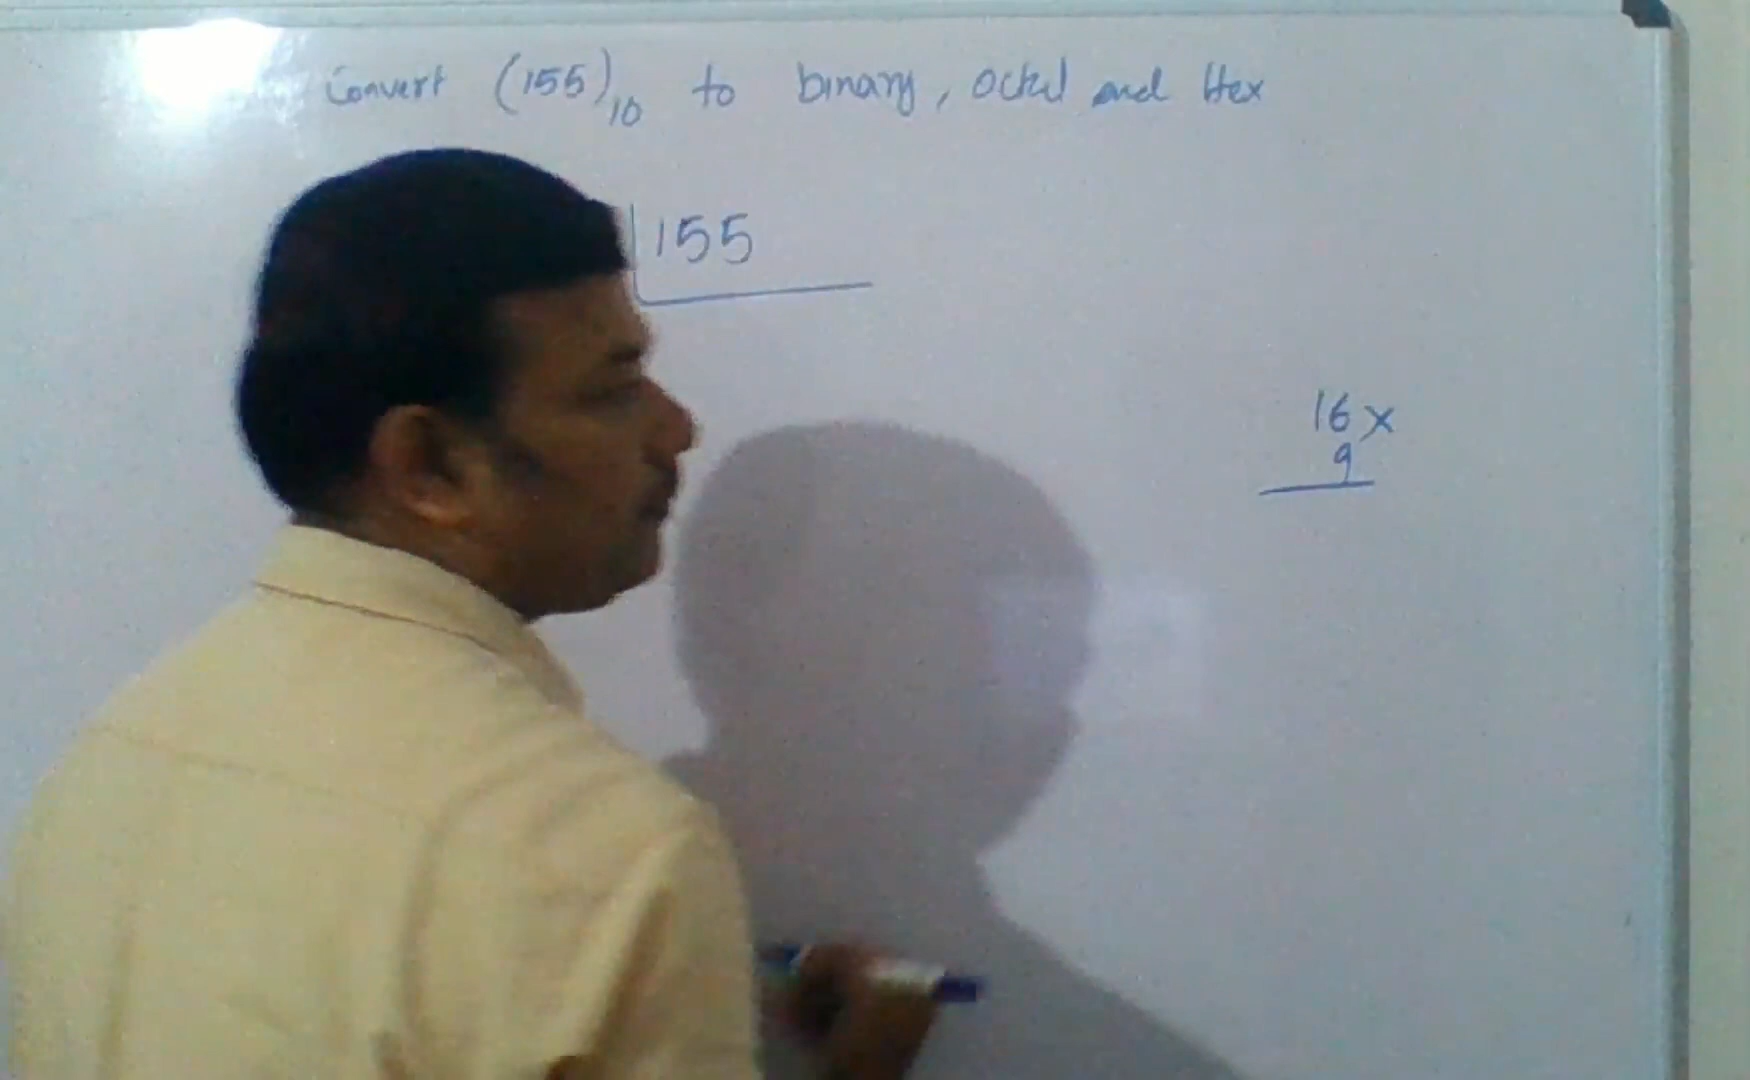 Convert (155)10 to binary, Octal and Hex
155
16 x
9